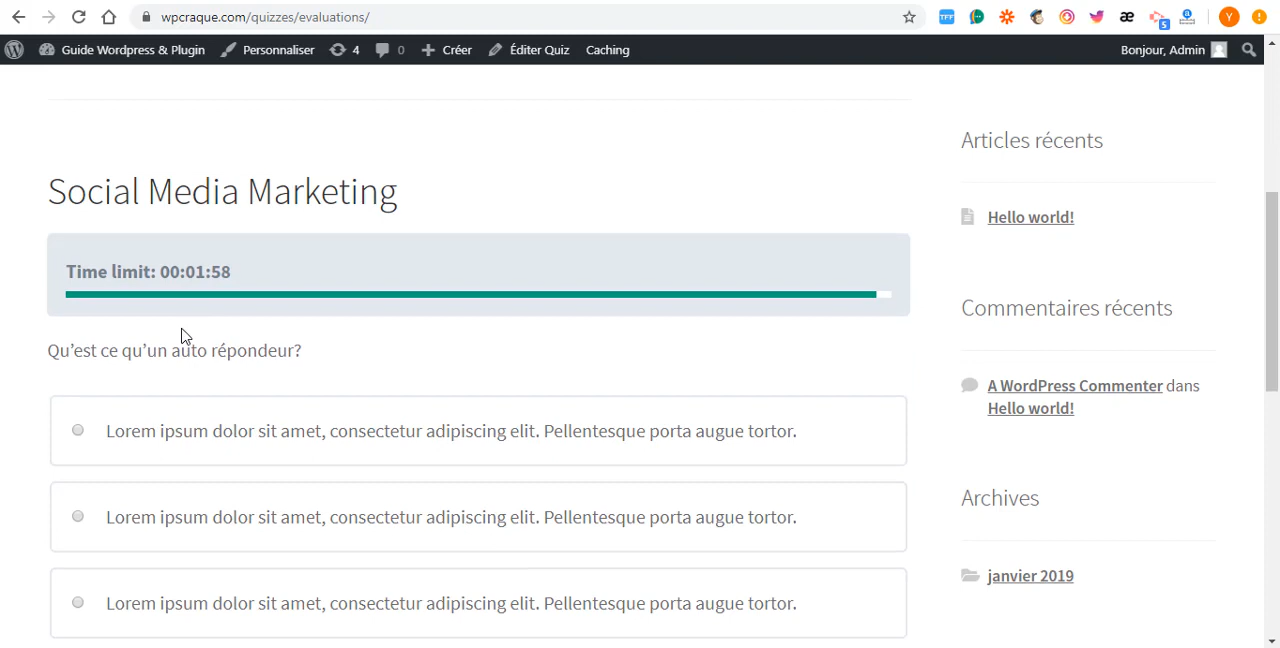 wpcraque.com/quizzes/evaluations/
TFF
æ
5
a
Y
Guide Wordpress & Plugin
Personnaliser
4
0
Créer
Éditer Quiz
Caching
Bonjour, Admin
Social Media Marketing
Time limit: 00:01:58
Qu’est ce qu’un auto répondeur?
Lorem ipsum dolor sit amet, consectetur adipiscing elit. Pellentesque porta augue tortor.
Lorem ipsum dolor sit amet, consectetur adipiscing elit. Pellentesque porta augue tortor.
Lorem ipsum dolor sit amet, consectetur adipiscing elit. Pellentesque porta augue tortor.
Articles récents
Hello world!
Commentaires récents
A WordPress Commenter dans
Hello world!
Archives
janvier 2019